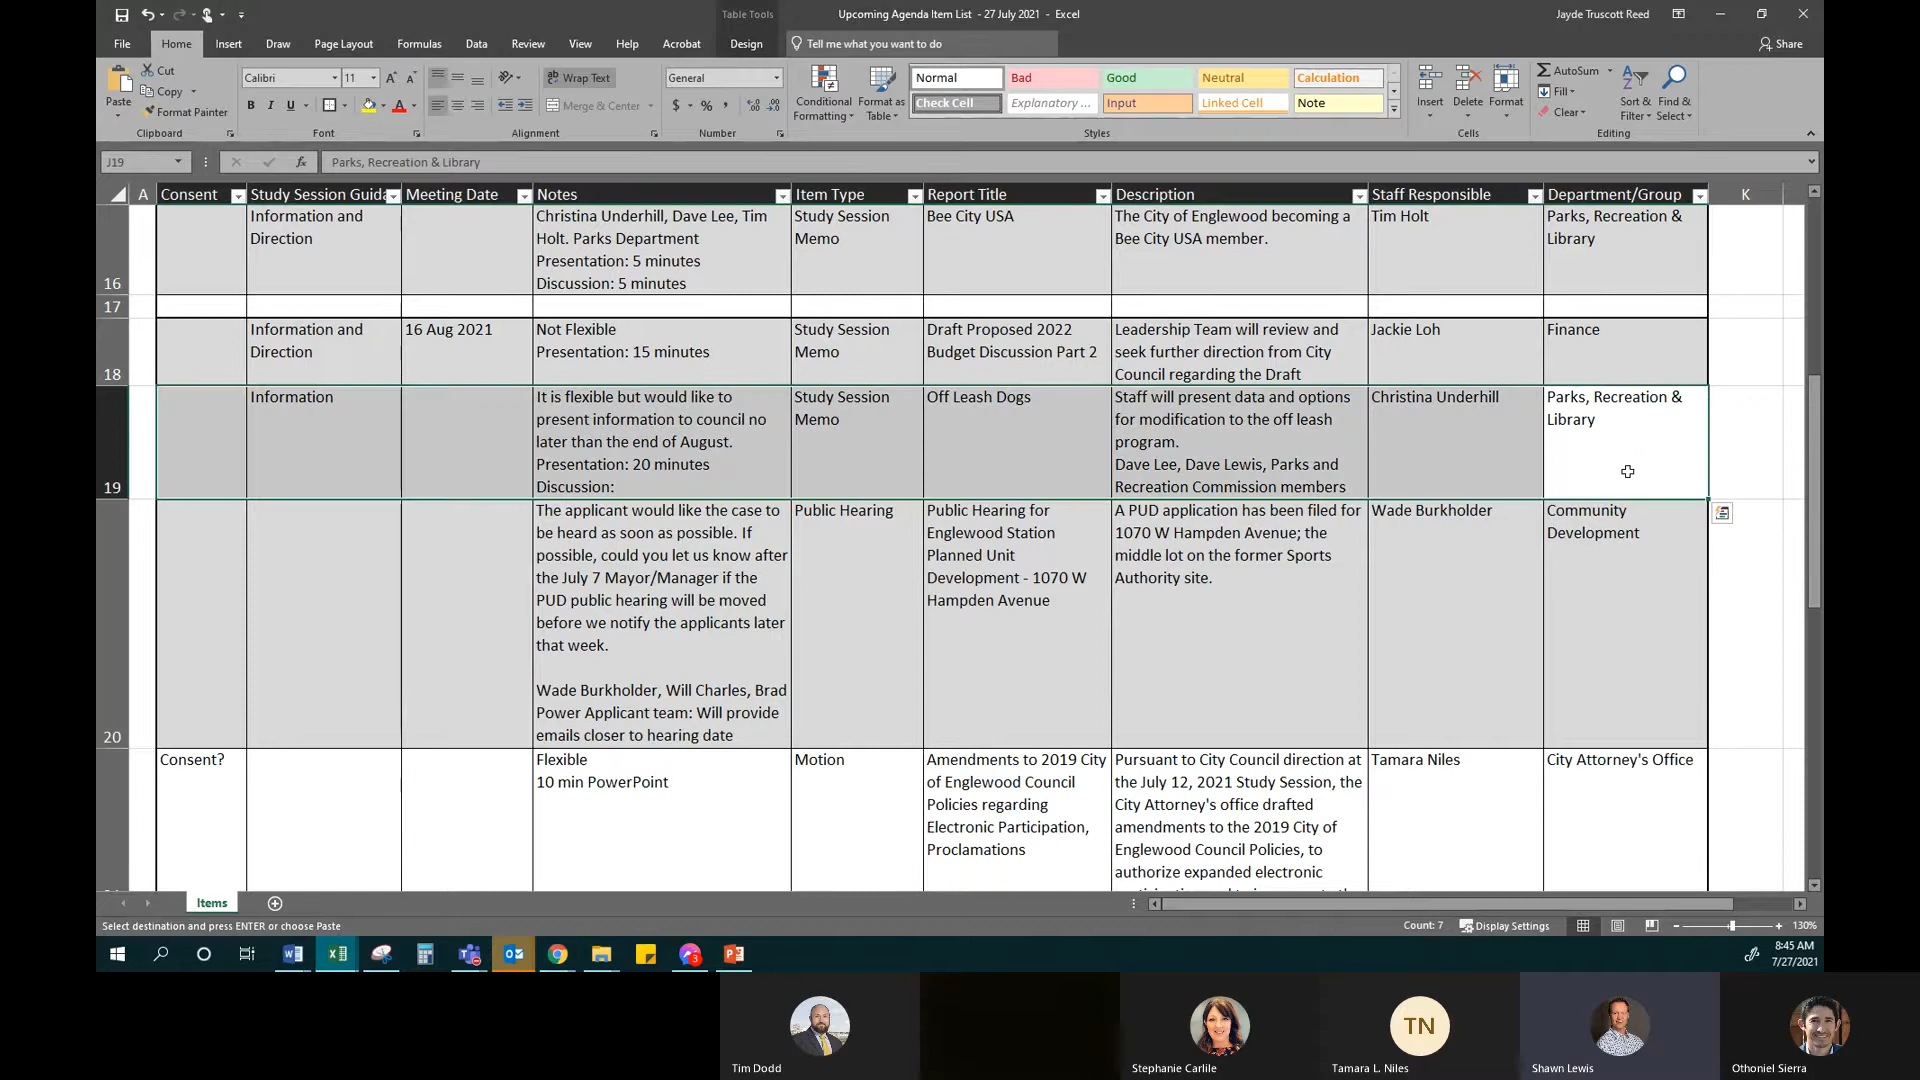 Table Tools
Upcoming Agenda Item List - 27 July 2021 - Excel
Jayde Truscott Reed
File
Home
Insert
Draw
Page Layout
Formulas
Data
Review
View
Help
Acrobat
Design
Tell me what you want to do
Share
Paste
Cut
Copy
Format Painter
Clipboard
Calibri
11
B I U
Font
Wrap Text
Merge & Center
Alignment
General
$ % ,
Number
Conditional
Formatting
Format as
Table
Normal
Bad
Good
Neutral
Calculation
Check Cell
Explanatory ...
Input
Linked Cell
Note
Styles
Insert
Delete
Format
Cells
AutoSum
Fill
Clear
Sort &
Filter
Find &
Select
Editing
J19
fx
Parks, Recreation & Library
A
Consent
Study Session Guida
Meeting Date
Notes
Item Type
Report Title
Description
Staff Responsible
Department/Group
K
16
Information and
Direction
Christina Underhill, Dave Lee, Tim
Holt. Parks Department
Presentation: 5 minutes
Discussion: 5 minutes
Study Session
Memo
Bee City USA
The City of Englewood becoming a
Bee City USA member.
Tim Holt
Parks, Recreation &
Library
17
18
Information and
Direction
16 Aug 2021
Not Flexible
Presentation: 15 minutes
Study Session
Memo
Draft Proposed 2022
Budget Discussion Part 2
Leadership Team will review and
seek further direction from City
Council regarding the Draft
Jackie Loh
Finance
19
Information
It is flexible but would like to
present information to council no
later than the end of August.
Presentation: 20 minutes
Discussion:
Study Session
Memo
Off Leash Dogs
Staff will present data and options
for modification to the off leash
program.
Dave Lee, Dave Lewis, Parks and
Recreation Commission members
Christina Underhill
Parks, Recreation &
Library
20
The applicant would like the case to
be heard as soon as possible. If
possible, could you let us know after
the July 7 Mayor/Manager if the
PUD public hearing will be moved
before we notify the applicants later
that week.
Wade Burkholder, Will Charles, Brad
Power Applicant team: Will provide
emails closer to hearing date
Public Hearing
Public Hearing for
Englewood Station
Planned Unit
Development - 1070 W
Hampden Avenue
A PUD application has been filed for
1070 W Hampden Avenue; the
middle lot on the former Sports
Authority site.
Wade Burkholder
Community
Development
Consent?
Flexible
10 min PowerPoint
Motion
Amendments to 2019 City
of Englewood Council
Policies regarding
Electronic Participation,
Proclamations
Pursuant to City Council direction at
the July 12, 2021 Study Session, the
City Attorney's office drafted
amendments to the 2019 City of
Englewood Council Policies, to
authorize expanded electronic
Tamara Niles
City Attorney's Office
Items
Select destination and press ENTER or choose Paste
Count: 7
Display Settings
130%
3
8:45 AM
7/27/2021
Tim Dodd
Stephanie Carlile
TN
Tamara L. Niles
Shawn Lewis
Othoniel Sierra